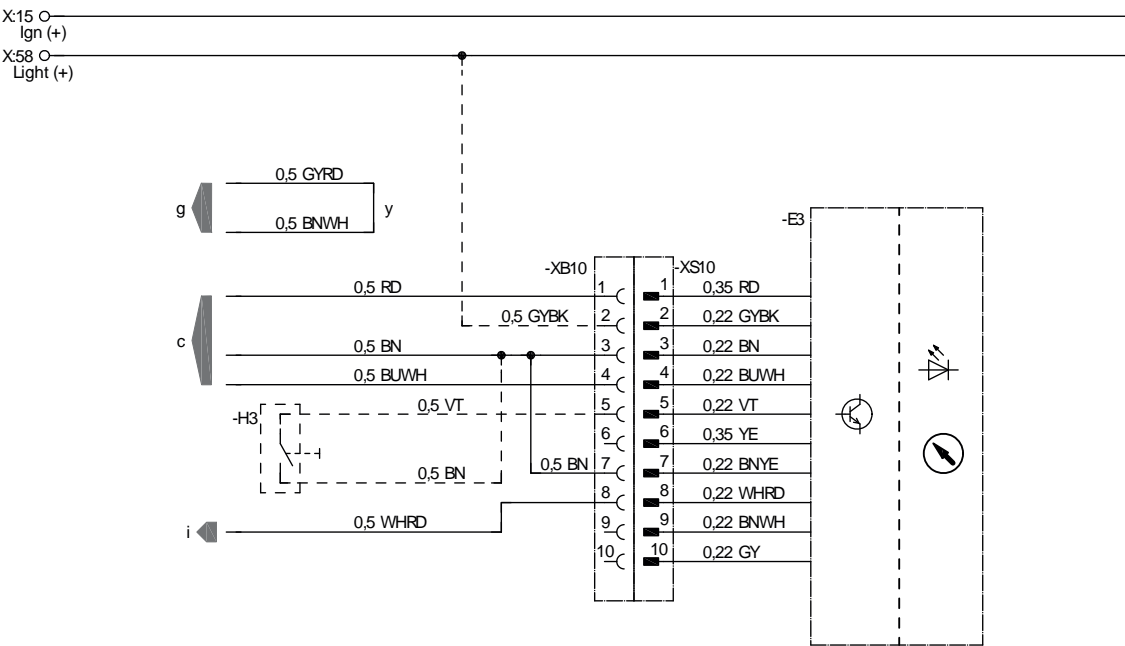 X:15
Ign (+)
X:58
Light (+)
0,5 GYRD
g
y
0,5 BNWH
-E3
-XB10
-XS10
0,5 RD
1
1
0,35 RD
0,5 GYBK
2
2
0,22 GYBK
c
0,5 BN
3
3
0,22 BN
0,5 BUWH
4
4
0,22 BUWH
-H3
0,5 VT
5
5
0,22 VT
6
6
0,35 YE
0,5 BN
0,5 BN
7
7
0,22 BNYE
8
8
0,22 WHRD
i
0,5 WHRD
9
9
0,22 BNWH
10
10
0,22 GY